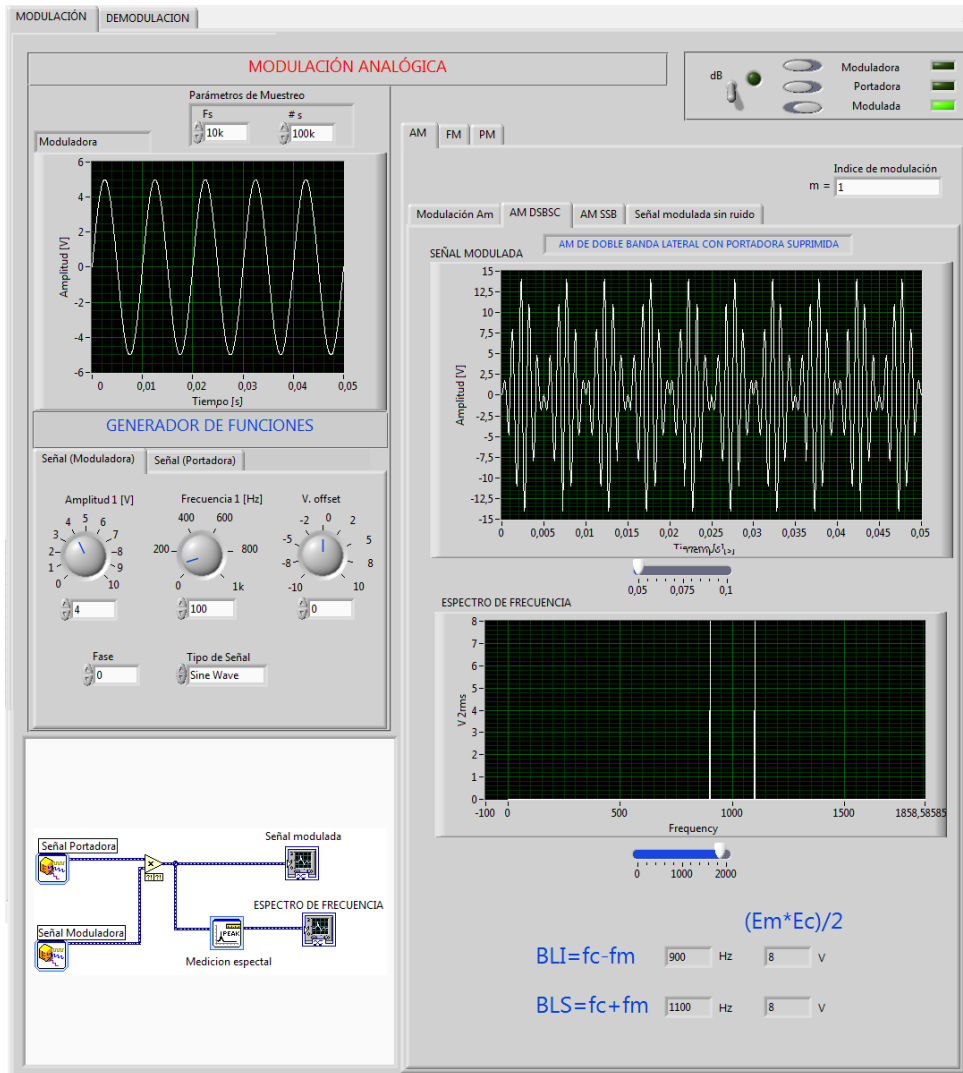 MODULACIÓN DEMODULACION
MODULACIÓN ANALÓGICA
dB
Moduladora
Portadora
Modulada
Parámetros de Muestreo
Fs # s
10k 100k
Moduladora
6-
4-
2-
0-
-2-
-4-
-6-
Amplitud [V]
0 0,01 0,02 0,03 0,04 0,05
Tiempo [s]
GENERADOR DE FUNCIONES
Señal (Moduladora) Señal (Portadora)
Amplitud 1 [V] Frecuencia 1 [Hz] V. offset
0 1 2 3 4 5 6 7 8 9 10
0 200 400 600 800 1k
-10 -8 -5 -2 0 2 5 8 10
4 100 0
Fase Tipo de Señal
0 Sine Wave
Señal Portadora
Señal modulada
ESPECTRO DE FRECUENCIA
Señal Moduladora
PEAK
Medicion espectal
AM FM PM
Indice de modulación
m = 1
Modulación Am AM DSBSC AM SSB Señal modulada sin ruido
AM DE DOBLE BANDA LATERAL CON PORTADORA SUPRIMIDA
SEÑAL MODULADA
15-
12,5-
10-
7,5-
5-
2,5-
0-
-2,5-
-5-
-7,5-
-10-
-12,5-
-15-
Amplitud [V]
0 0,005 0,01 0,015 0,02 0,025 0,03 0,035 0,04 0,045 0,05
0,05 0,075 0,1
ESPECTRO DE FRECUENCIA
8-
7-
6-
5-
4-
3-
2-
1-
0-
V 2rms
-100 0 500 1000 1500 1858,58585
Frequency
0 1000 2000
(Em*Ec)/2
BLI=fc-fm 900 Hz 8 V
BLS=fc+fm 1100 Hz 8 V